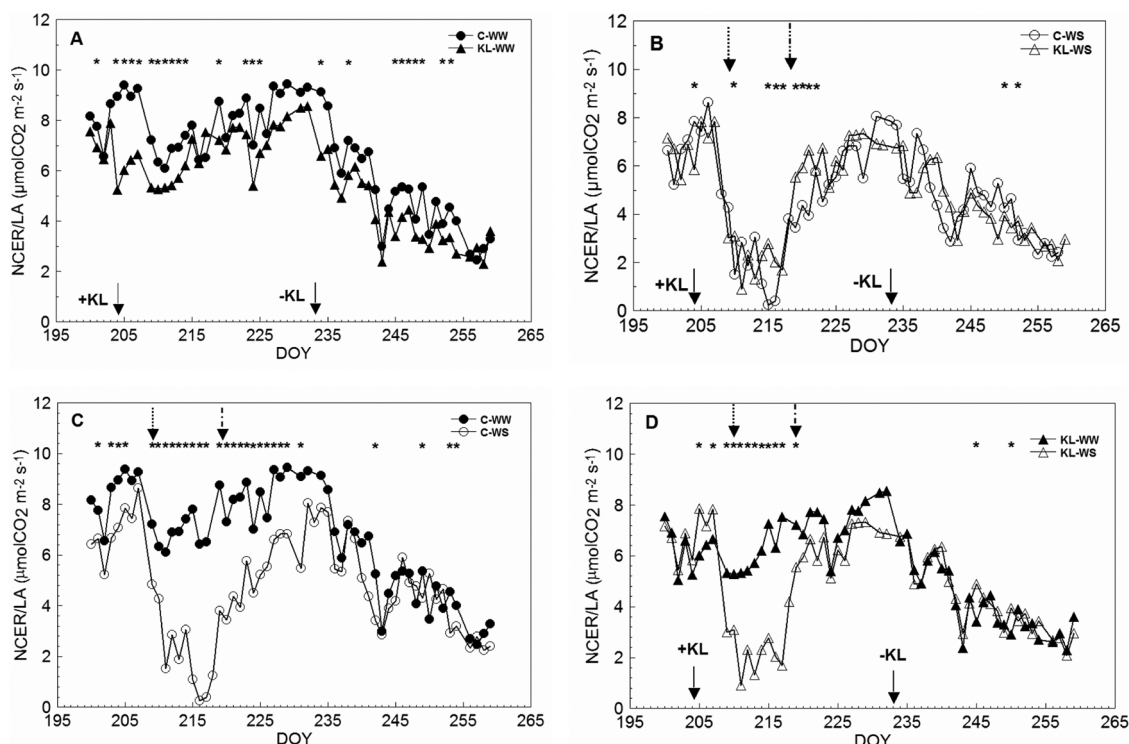 A
C-WW
KL-WW
* * * * * * * * * * * * * * * * * * * * * * * * *
NCER/LA (µmolCO2 m-2 s-1)
12
10
8
6
4
2
0
+KL
-KL
195 205 215 225 235 245 255 265
DOY
B
C-WS
KL-WS
NCER/LA (µmolCO2 m-2 s-1)
12
10
8
6
4
2
0
+KL
-KL
195 205 215 225 235 245 255 265
DOY
C
C-WW
C-WS
NCER/LA (µmolCO2 m-2 s-1)
12
10
8
6
4
2
0
195 205 215 225 235 245 255 265
DOY
D
KL-WW
KL-WS
NCER/LA (µmolCO2 m-2 s-1)
12
10
8
6
4
2
0
+KL
-KL
195 205 215 225 235 245 255 265
DOY